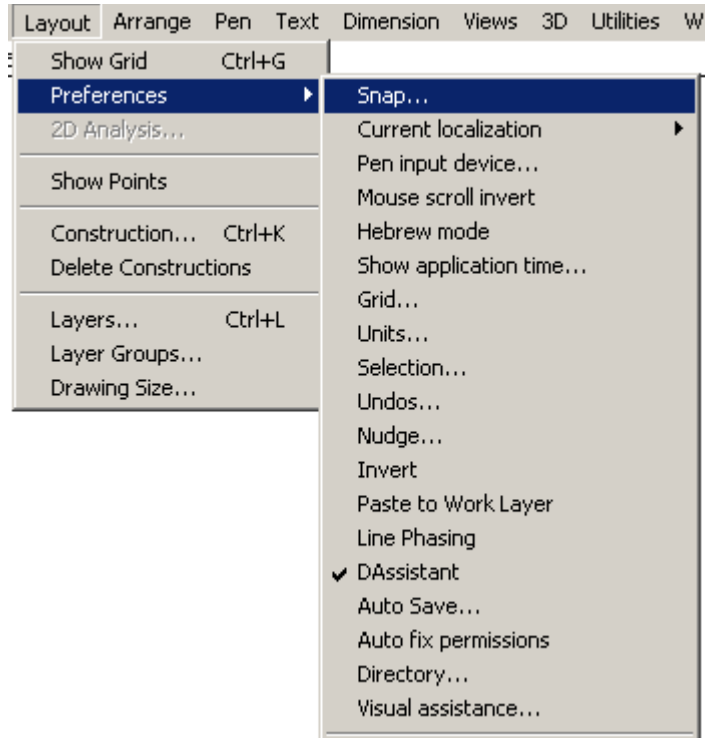 Layout Arrange Pen Text Dimension Views 3D Utilities W
Show Grid Ctrl+G
Preferences
2D Analysis...
Show Points
Construction... Ctrl+K
Delete Constructions
Layers... Ctrl+L
Layer Groups...
Drawing Size...
Snap...
Current localization
Pen input device...
Mouse scroll invert
Hebrew mode
Show application time...
Grid...
Units...
Selection...
Undos...
Nudge...
Invert
Paste to Work Layer
Line Phasing
DAssistant
Auto Save...
Auto fix permissions
Directory...
Visual assistance...